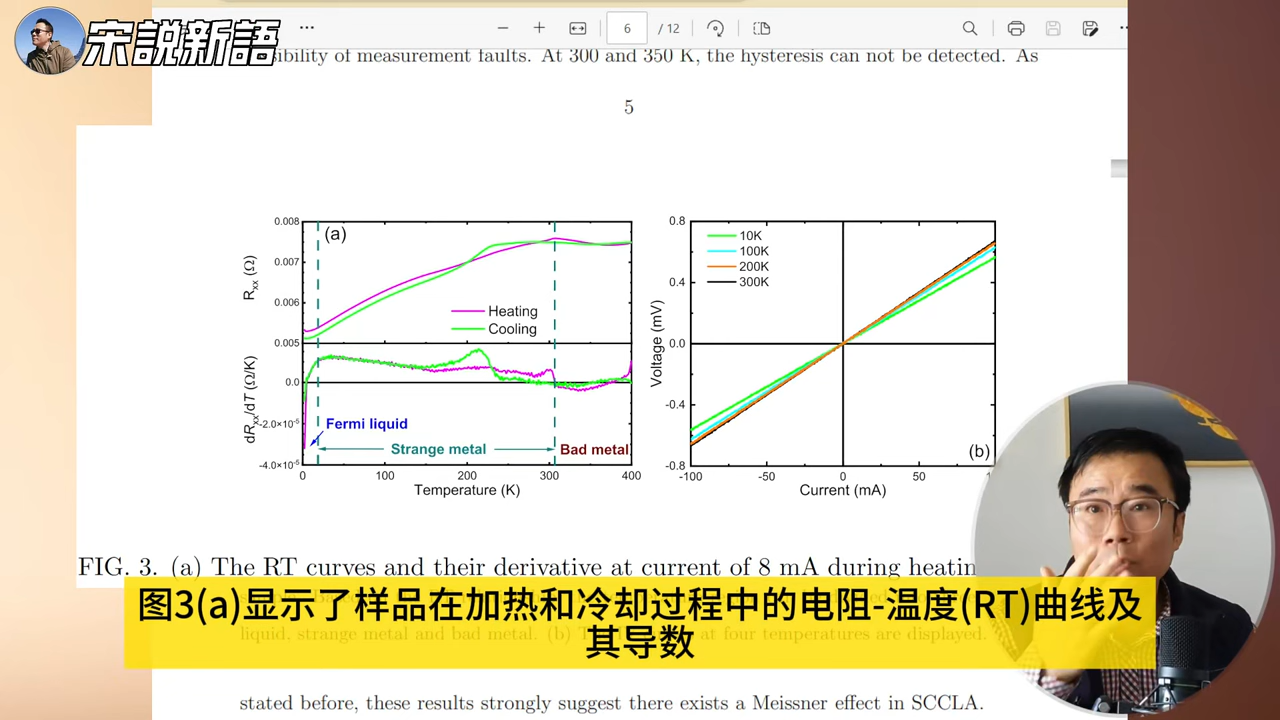 宋説新語
6 / 12
sibility of measurement faults. At 300 and 350 K, the hysteresis can not be detected. As
5
(a)
0.008
0.007
0.006
0.005
0.0
-2.0×10⁻⁵
-4.0×10⁻⁵
Rxx (Ω)
dRxx/dT (Ω/K)
Heating
Cooling
Fermi liquid
Strange metal
Bad metal
0 100 200 300 400
Temperature (K)
0.8
0.4
0.0
-0.4
-0.8
Voltage (mV)
10K
100K
200K
300K
(b)
-100 -50 0 50
Current (mA)
FIG. 3. (a) The RT curves and their derivative at current of 8 mA during heatin
图3(a)显示了样品在加热和冷却过程中的电阻-温度(RT)曲线及
其导数
liquid, strange metal and bad metal. (b) at four temperatures are displayed.
stated before, these results strongly suggest there exists a Meissner effect in SCCLA.